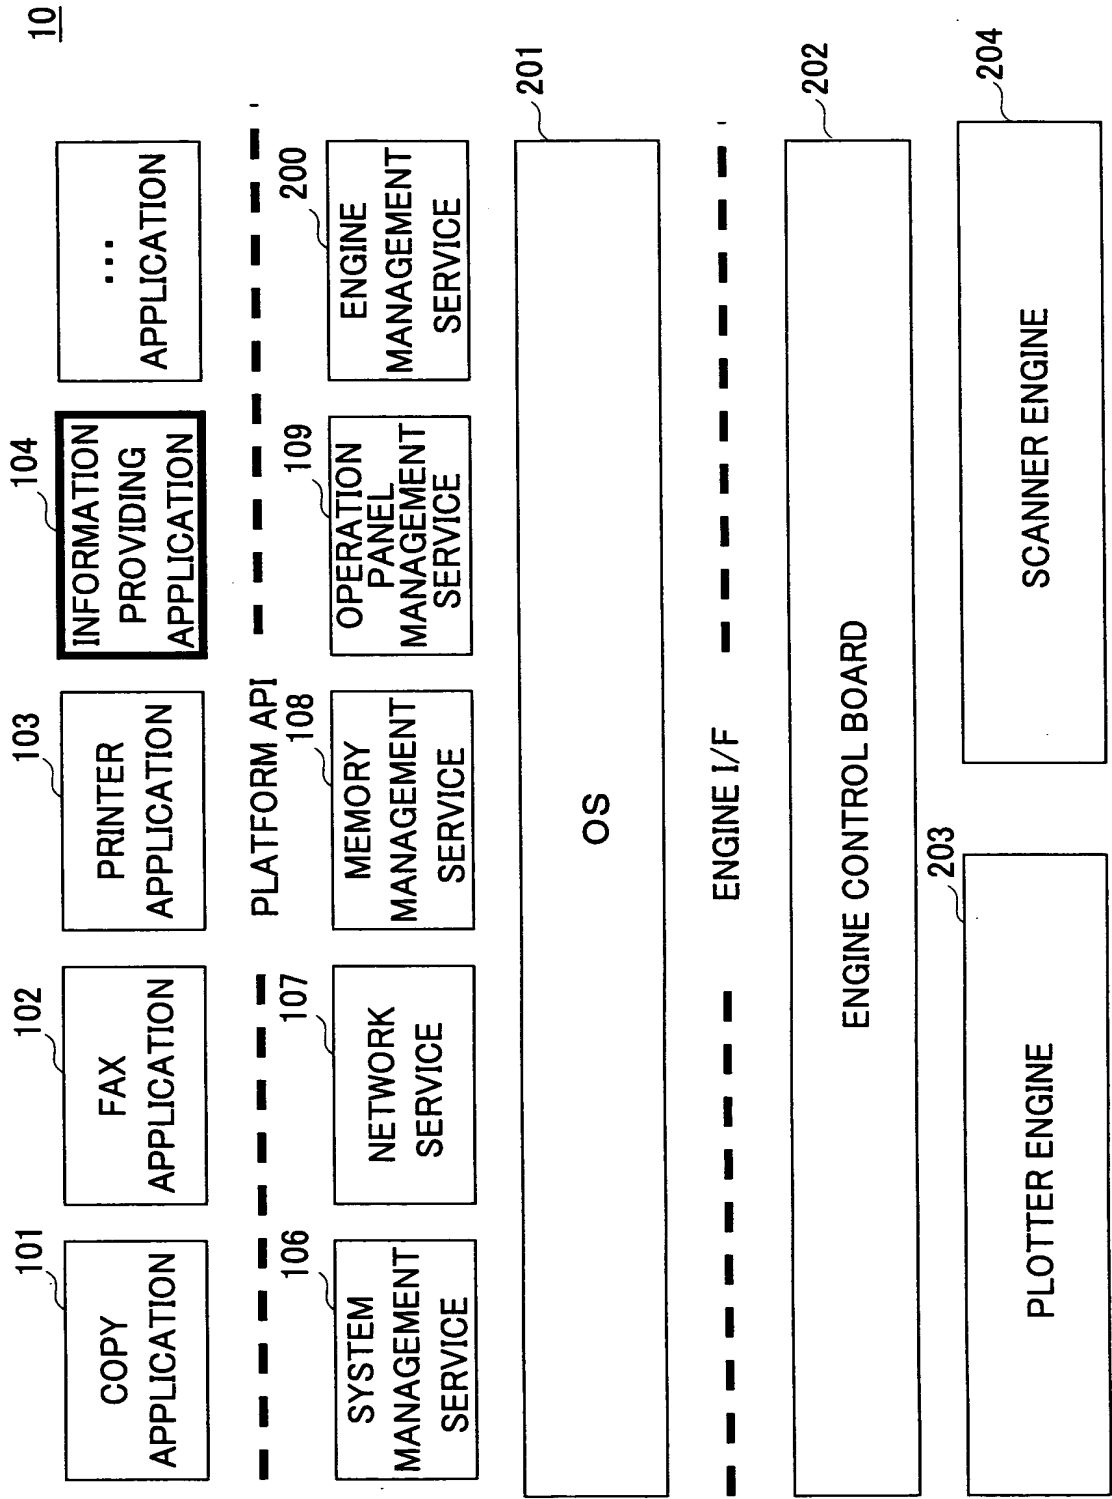 10
101
COPY
APPLICATION
102
FAX
APPLICATION
103
PRINTER
APPLICATION
104
INFORMATION
PROVIDING
APPLICATION
...
APPLICATION
PLATFORM API
106
SYSTEM
MANAGEMENT
SERVICE
107
NETWORK
SERVICE
108
MEMORY
MANAGEMENT
SERVICE
109
OPERATION
PANEL
MANAGEMENT
SERVICE
200
ENGINE
MANAGEMENT
SERVICE
201
OS
ENGINE I/F
202
ENGINE CONTROL BOARD
203
PLOTTER ENGINE
204
SCANNER ENGINE